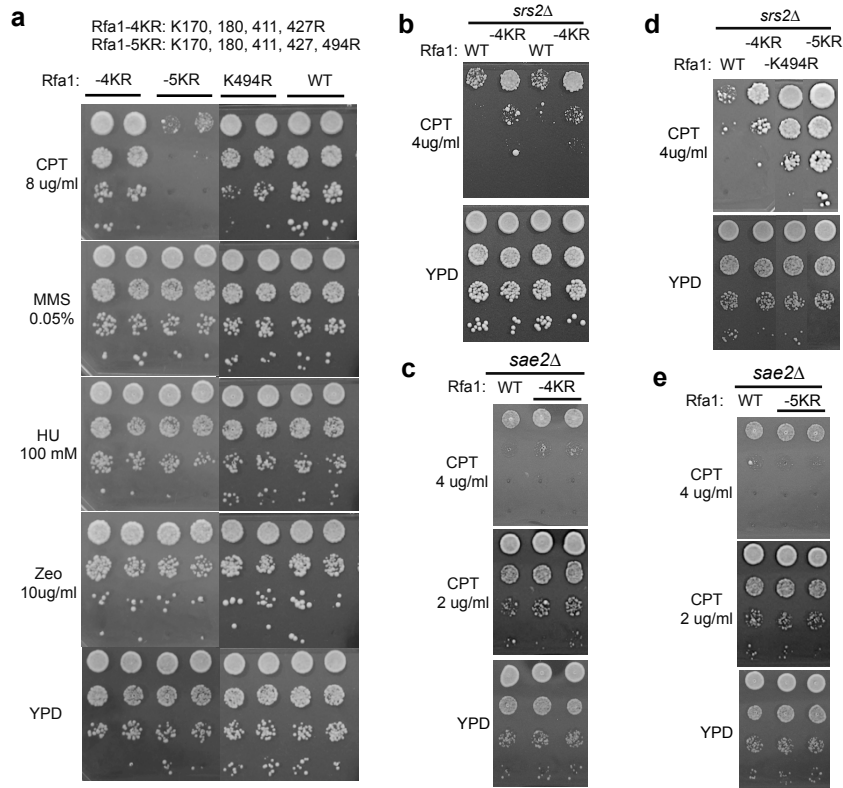 a
Rfa1-4KR: K170, 180, 411, 427R
Rfa1-5KR: K170, 180, 411, 427, 494R
Rfa1: -4KR -5KR K494R WT
CPT
8 ug/ml
MMS
0.05%
HU
100 mM
Zeo
10ug/ml
YPD
b
srs2Δ
-4KR -4KR
Rfa1: WT WT
CPT
4ug/ml
YPD
c
sae2Δ
Rfa1: WT -4KR
CPT
4 ug/ml
CPT
2 ug/ml
YPD
d
srs2Δ
-4KR -5KR
Rfa1: WT -K494R
CPT
4ug/ml
YPD
e
sae2Δ
Rfa1: WT -5KR
CPT
4 ug/ml
CPT
2 ug/ml
YPD